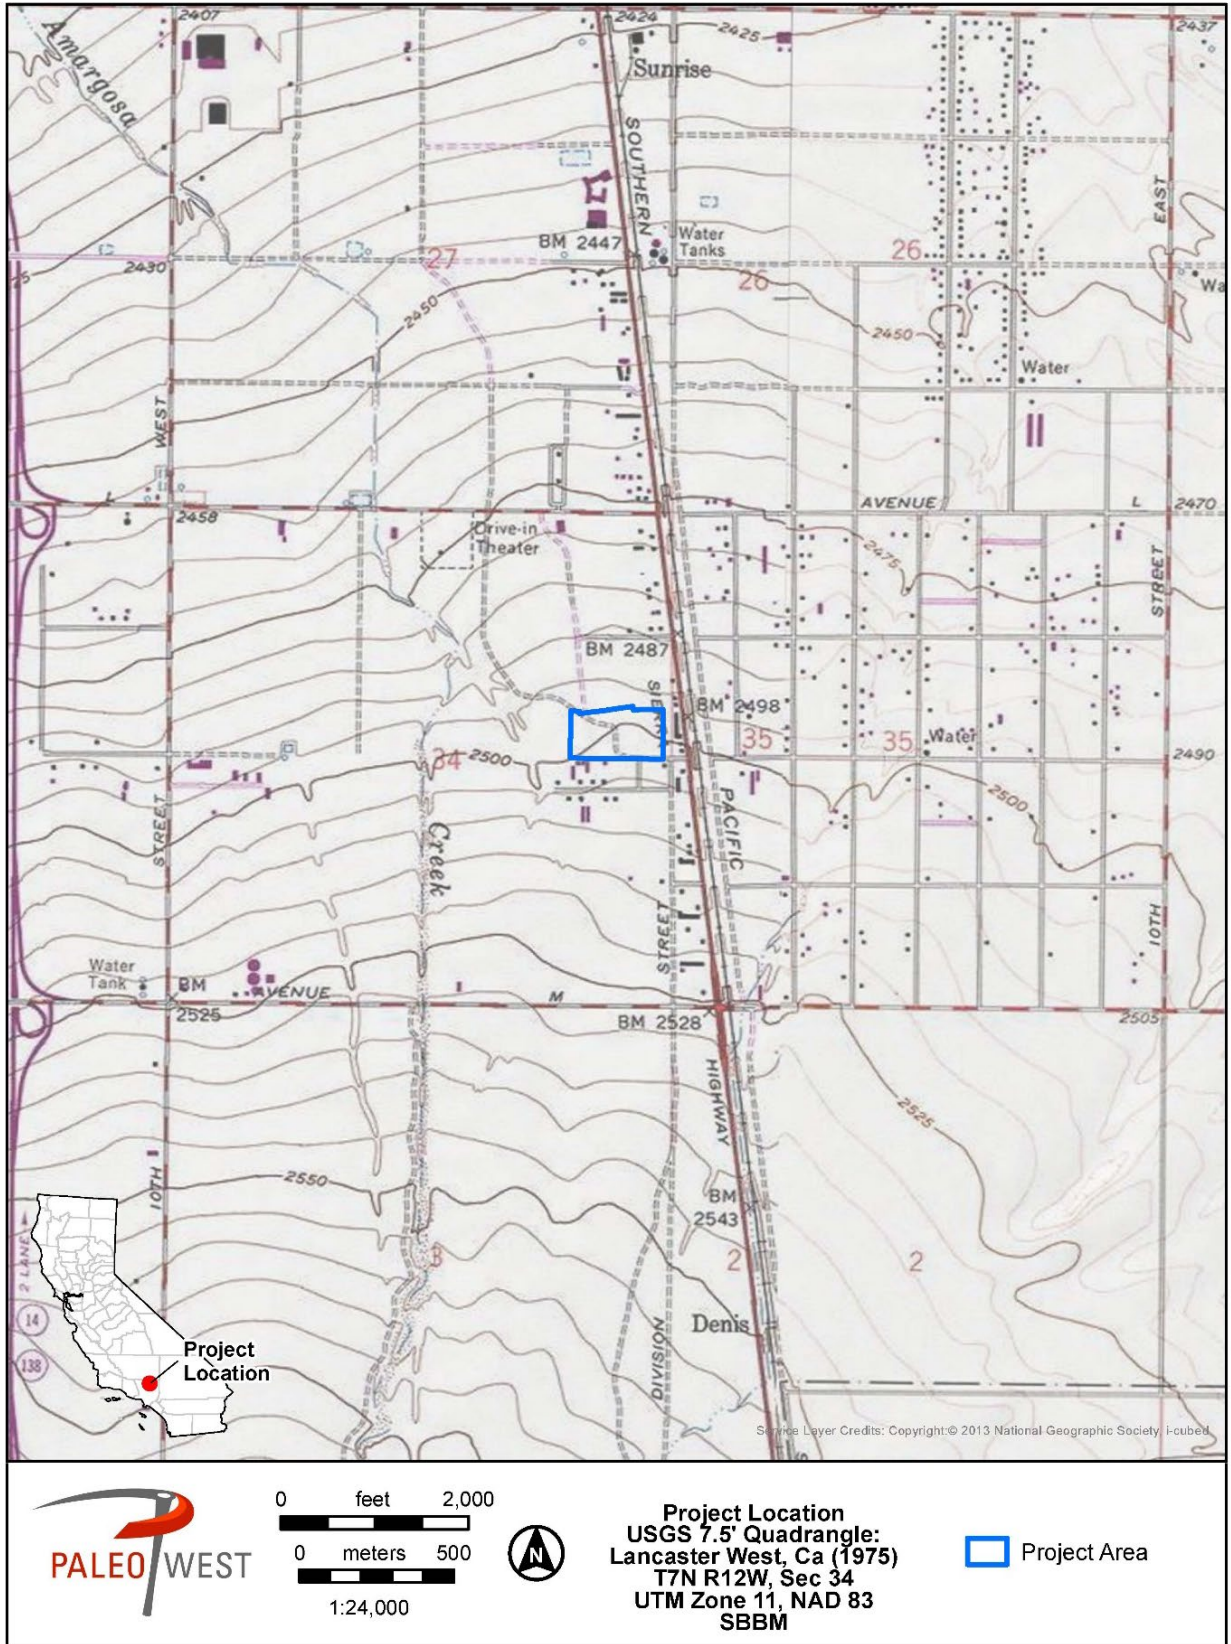 2407
2424
2425
2437
Amargosa
Sunrise
SOUTHERN
EAST
BM 2447
Water
Tanks
27
26
26
2430
2450
2450
Water
WEST
L
2458
AVENUE
L
2470
Drive-in
Theater
2475
STREET
BM 2487
SIERRA
BM 2498
34
2500
35
35
Water
2490
2500
STREET
Creek
PACIFIC
STREET
10TH
Water
Tank
BM
2525
AVENUE
M
BM 2528
2505
HIGHWAY
2525
2550
10TH
BM
2543
2 LANE
3
2
2
14
138
Denis
DIVISION
Project
Location
Service Layer Credits: Copyright:© 2013 National Geographic Society, i-cubed
PALEO WEST
0 feet 2,000
0 meters 500
1:24,000
N
Project Location
USGS 7.5' Quadrangle:
Lancaster West, Ca (1975)
T7N R12W, Sec 34
UTM Zone 11, NAD 83
SBBM
Project Area